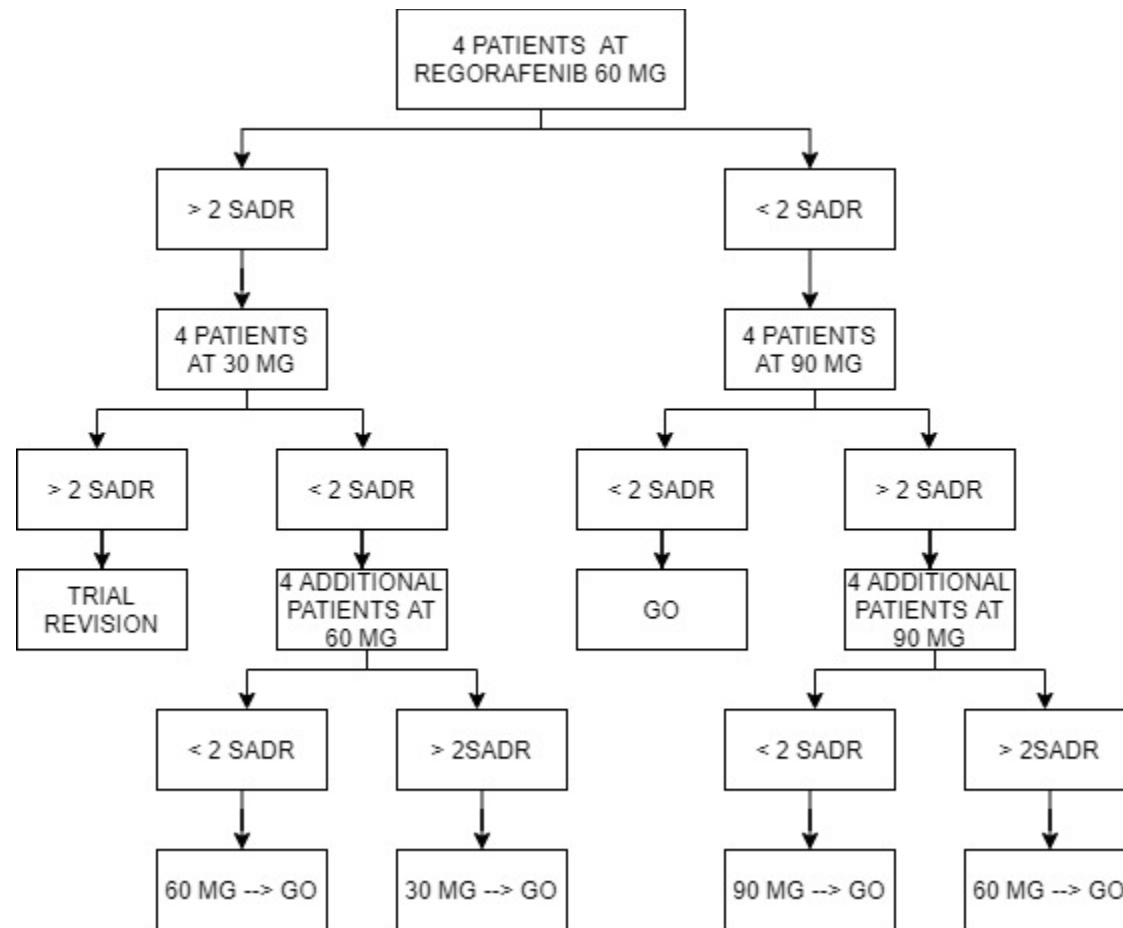 4 PATIENTS AT
REGORAFENIB 60 MG
> 2 SADR
< 2 SADR
4 PATIENTS
AT 30 MG
4 PATIENTS
AT 90 MG
> 2 SADR
< 2 SADR
< 2 SADR
> 2 SADR
TRIAL
REVISION
4 ADDITIONAL
PATIENTS AT
60 MG
GO
4 ADDITIONAL
PATIENTS AT
90 MG
< 2 SADR
> 2SADR
< 2 SADR
> 2SADR
60 MG --> GO
30 MG --> GO
90 MG --> GO
60 MG --> GO